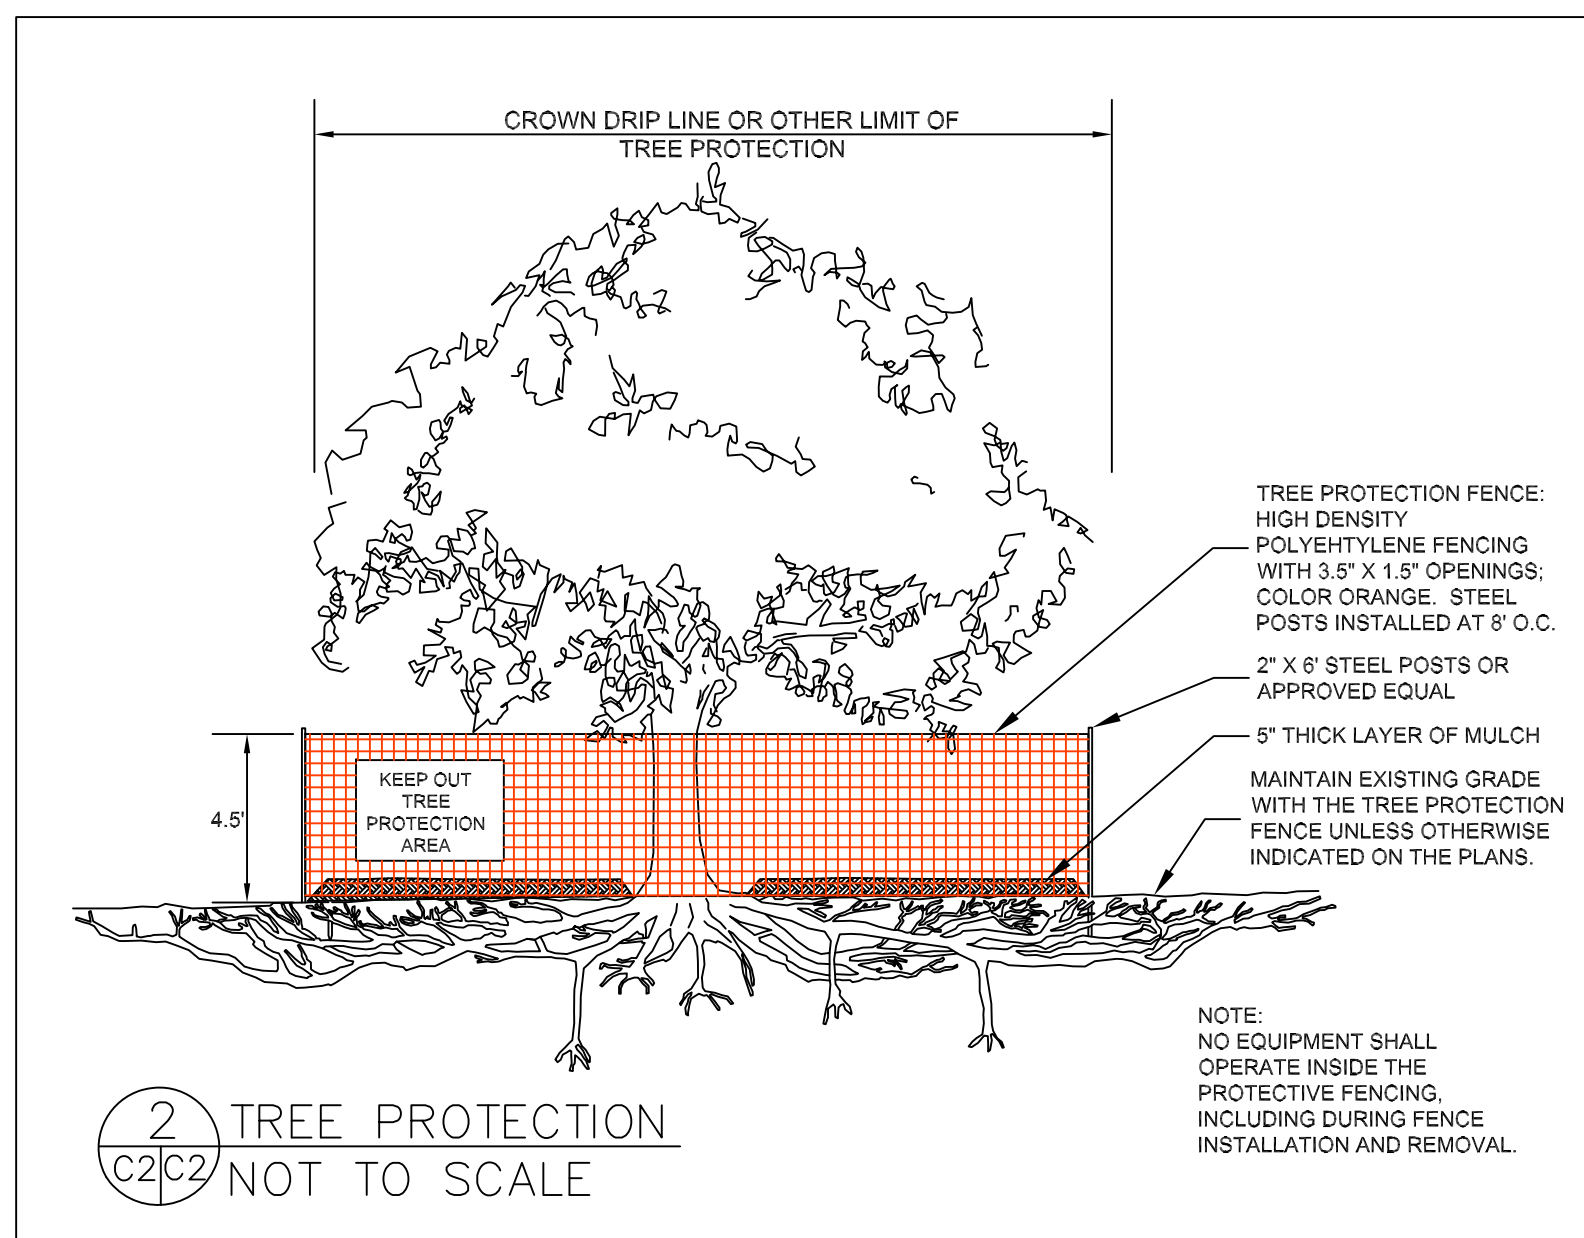 CROWN DRIP LINE OR OTHER LIMIT OF
TREE PROTECTION
TREE PROTECTION FENCE:
HIGH DENSITY
POLYEHTYLENE FENCING
WITH 3.5" X 1.5" OPENINGS;
COLOR ORANGE. STEEL
POSTS INSTALLED AT 8' O.C.
2" X 6' STEEL POSTS OR
APPROVED EQUAL
5" THICK LAYER OF MULCH
MAINTAIN EXISTING GRADE
WITH THE TREE PROTECTION
FENCE UNLESS OTHERWISE
INDICATED ON THE PLANS.
KEEP OUT
TREE
PROTECTION
AREA
4.5'
NOTE:
NO EQUIPMENT SHALL
OPERATE INSIDE THE
PROTECTIVE FENCING,
INCLUDING DURING FENCE
INSTALLATION AND REMOVAL.
2 TREE PROTECTION
C2 C2 NOT TO SCALE